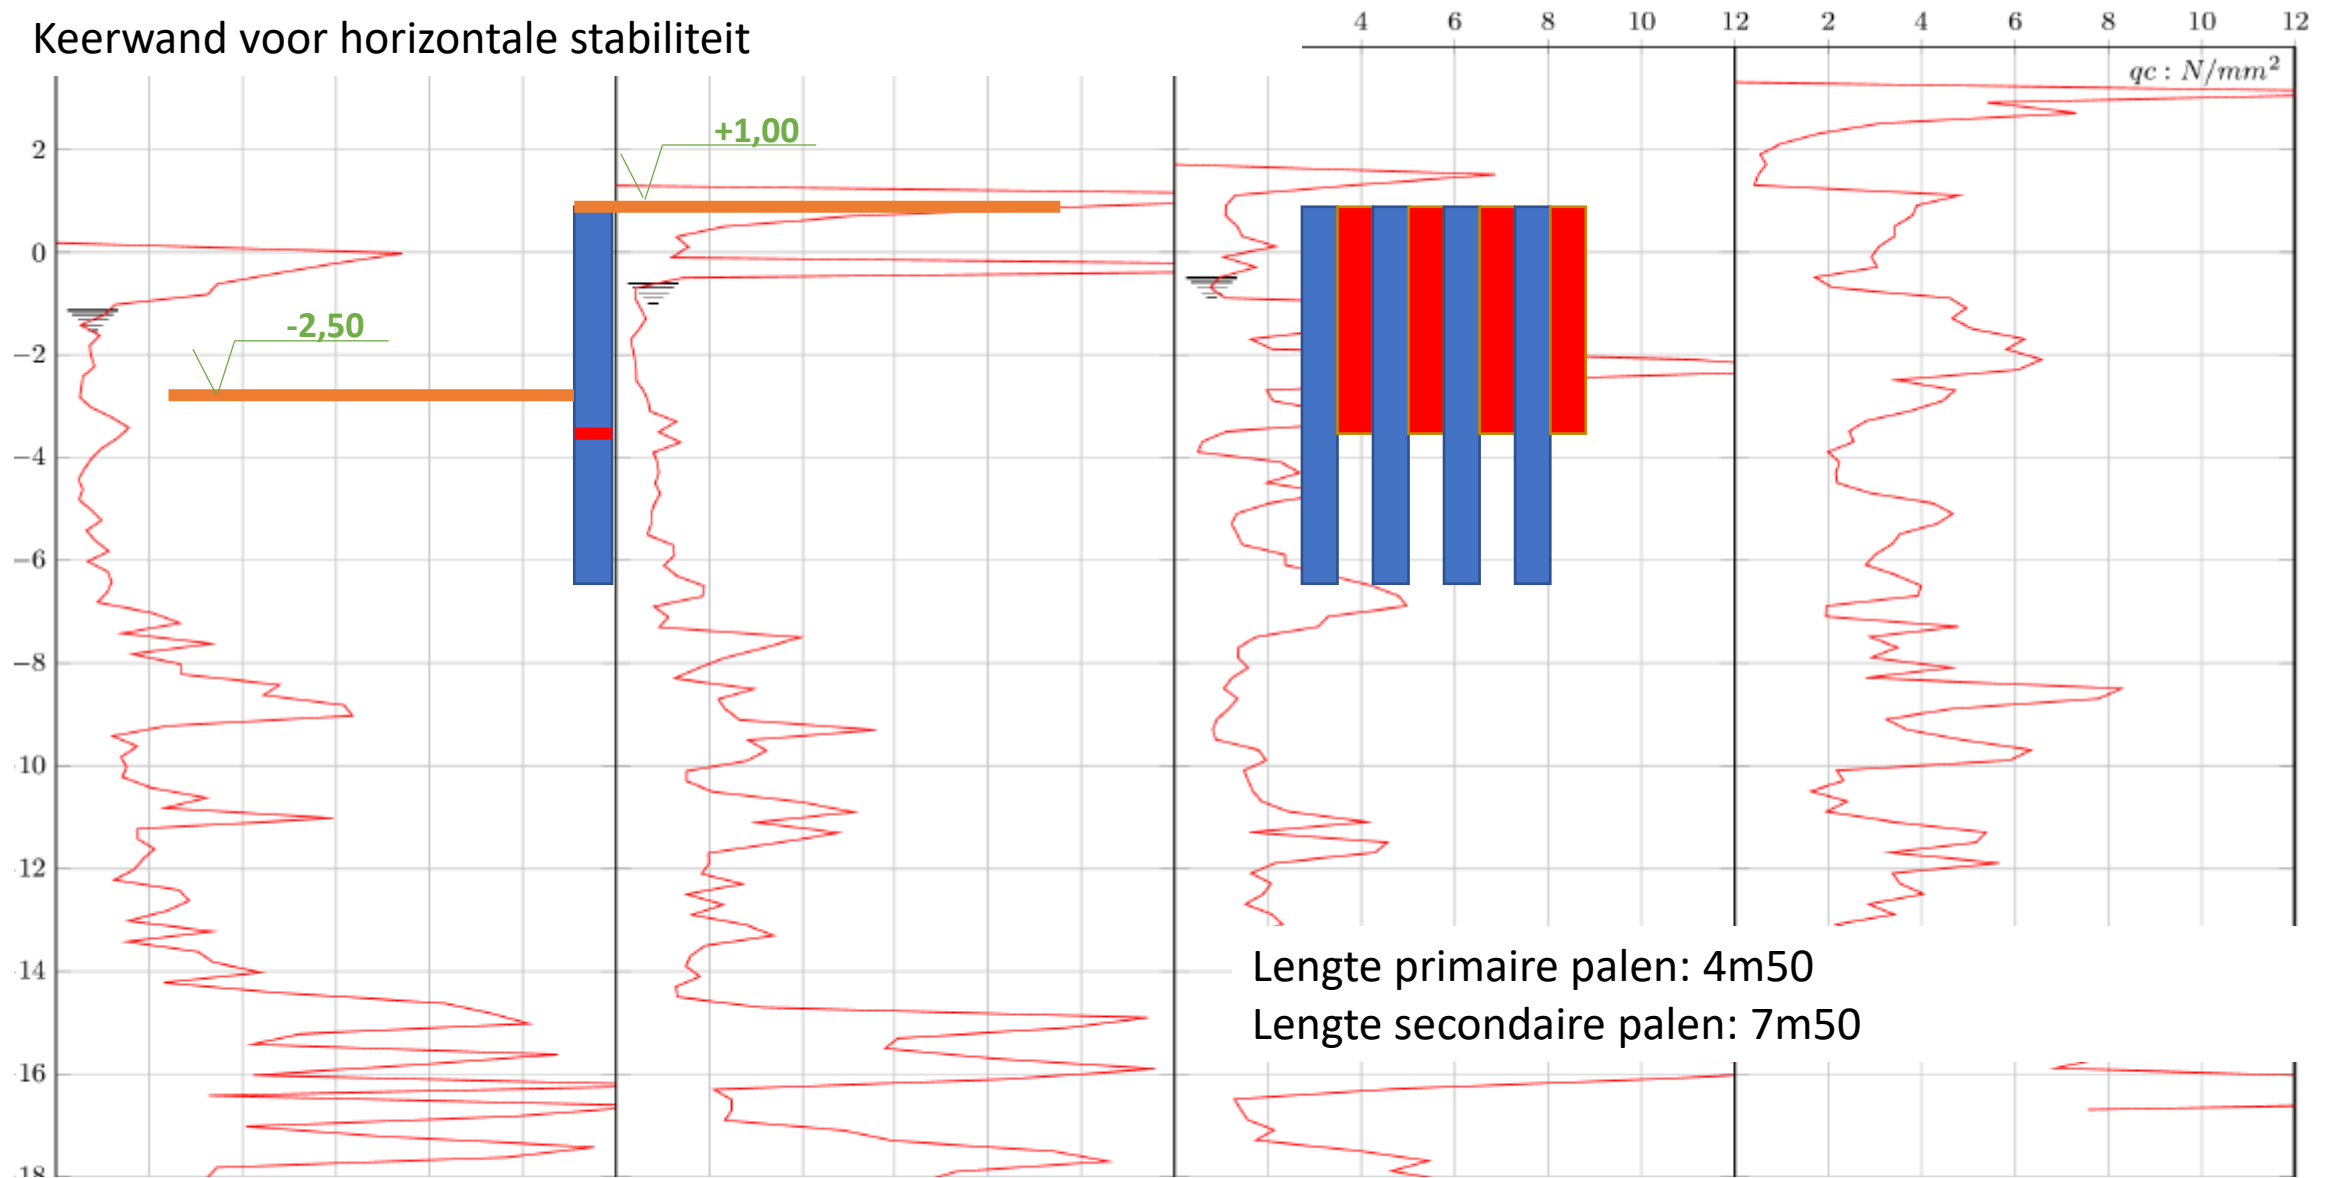 Keerwand voor horizontale stabiliteit
4 6 8 10 12 2 4 6 8 10 12
qc : N/mm²
+1,00
2
0
-2,50
−2
−4
−6
−8
10
12
14
16
18
Lengte primaire palen: 4m50
Lengte secondaire palen: 7m50